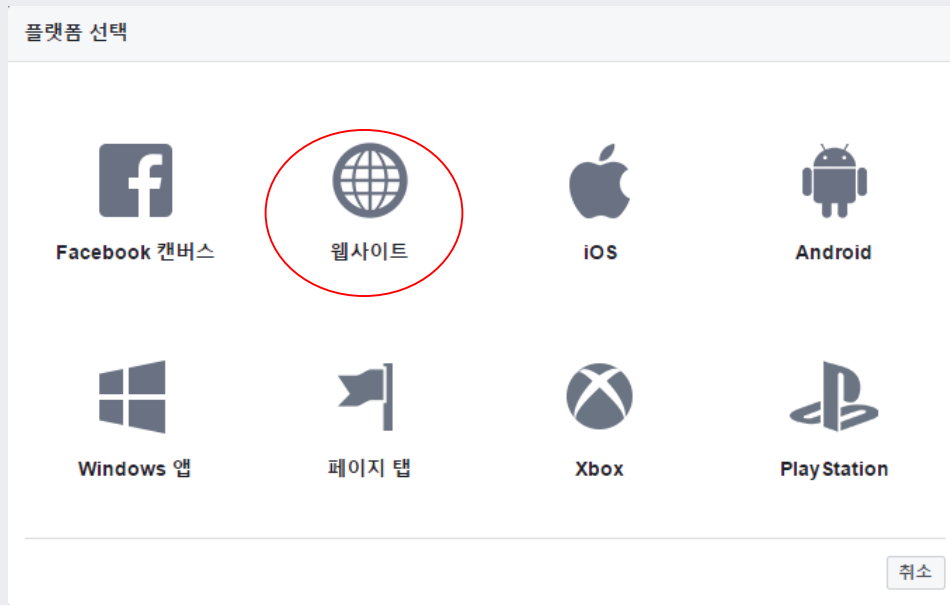 플랫폼 선택
Facebook 캔버스
웹사이트
iOS
Android
Windows 앱
페이지 탭
Xbox
PlayStation
취소